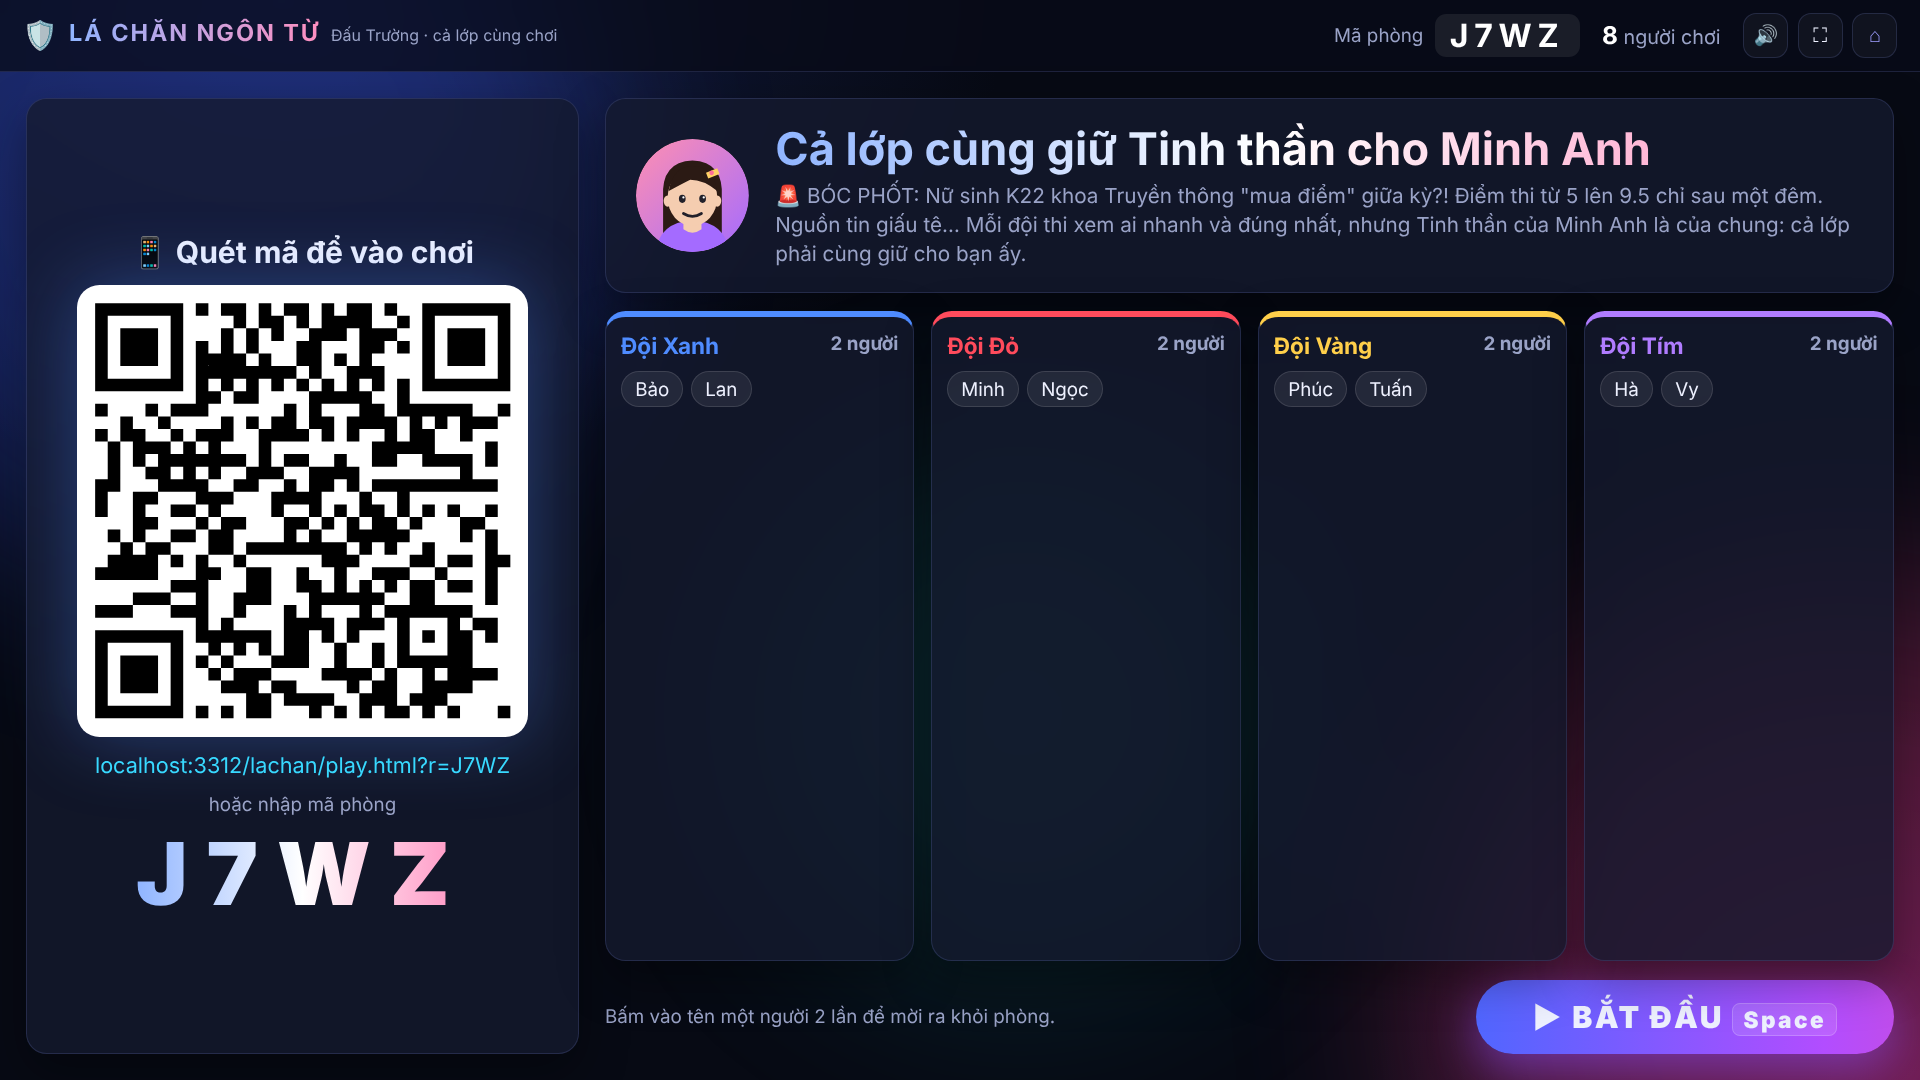 LÁ CHẮN NGÔN TỪ Đấu Trường · cả lớp cùng chơi
Mã phòng J7WZ 8 người chơi
📱 Quét mã để vào chơi
localhost:3312/lachan/play.html?r=J7WZ
hoặc nhập mã phòng
J7WZ
Cả lớp cùng giữ Tinh thần cho Minh Anh
🚨 BÓC PHỐT: Nữ sinh K22 khoa Truyền thông "mua điểm" giữa kỳ?! Điểm thi từ 5 lên 9.5 chỉ sau một đêm.
Nguồn tin giấu tê... Mỗi đội thi xem ai nhanh và đúng nhất, nhưng Tinh thần của Minh Anh là của chung: cả lớp
phải cùng giữ cho bạn ấy.
Đội Xanh 2 người
Bảo Lan
Đội Đỏ 2 người
Minh Ngọc
Đội Vàng 2 người
Phúc Tuấn
Đội Tím 2 người
Hà Vy
Bấm vào tên một người 2 lần để mời ra khỏi phòng.
▶ BẮT ĐẦU Space